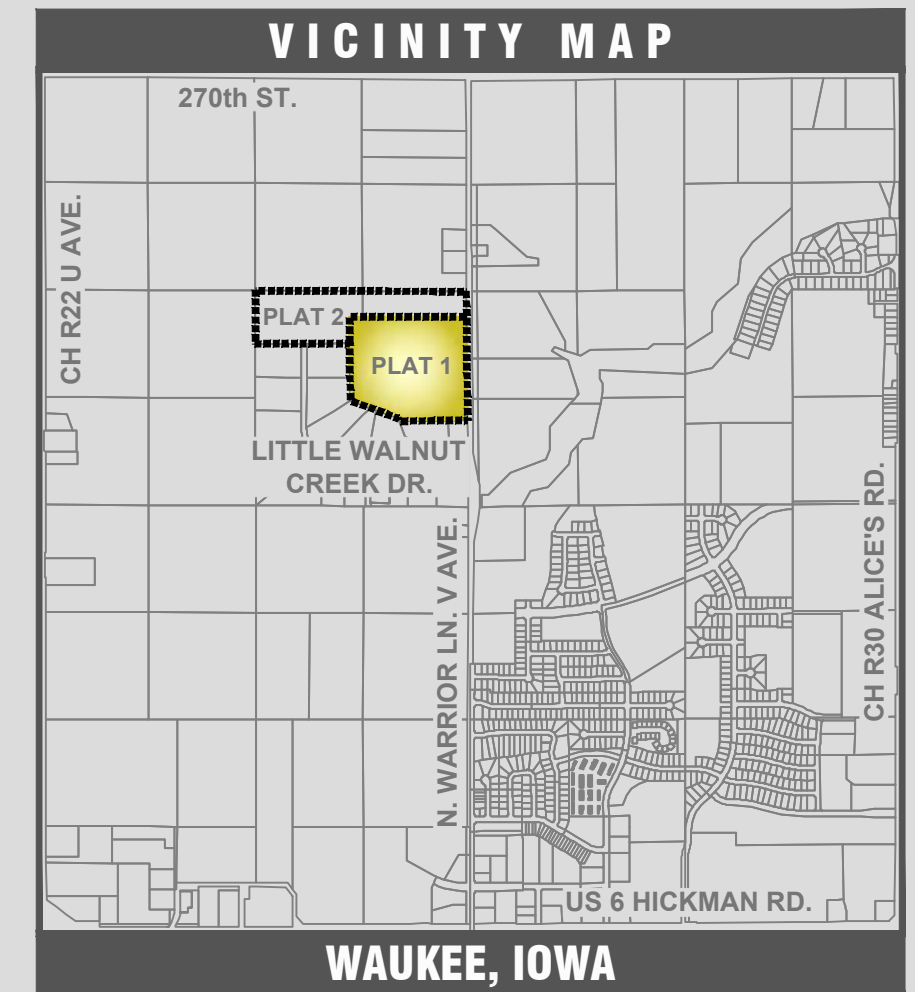 VICINITY MAP
270th ST.
CH R22 U AVE.
PLAT 2
PLAT 1
LITTLE WALNUT
CREEK DR.
N. WARRIOR LN. V AVE.
CH R30 ALICE'S RD.
US 6 HICKMAN RD.
WAUKEE, IOWA